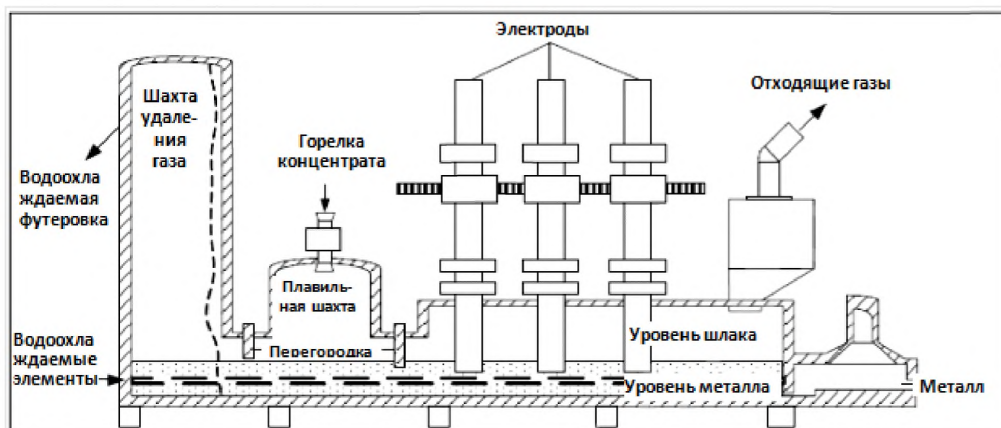 Электроды
Отходящие газы
Шахта
удале-
ния
газа
Горелка
концентрата
Водоохла
ждаемая
футеровка
Плавиль-
ная шахта
Уровень шлака
Водоохла
ждаемые
элементы
Перегородка
Уровень металла
Металл